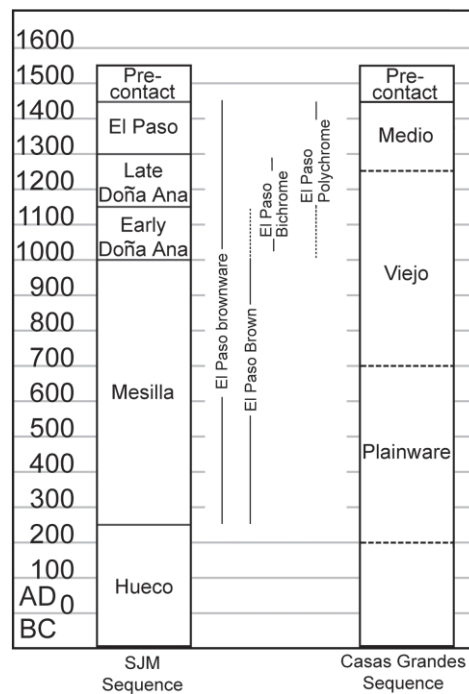 1600
1500
1400
1300
1200
1100
1000
900
800
700
600
500
400
300
200
100
AD 0
BC
Pre-
contact
El Paso
Late
Doña Ana
Early
Doña Ana
Mesilla
Hueco
El Paso brownware
El Paso Brown
El Paso
Bichrome
El Paso
Polychrome
Pre-
contact
Medio
Viejo
Plainware
SJM
Sequence
Casas Grandes
Sequence